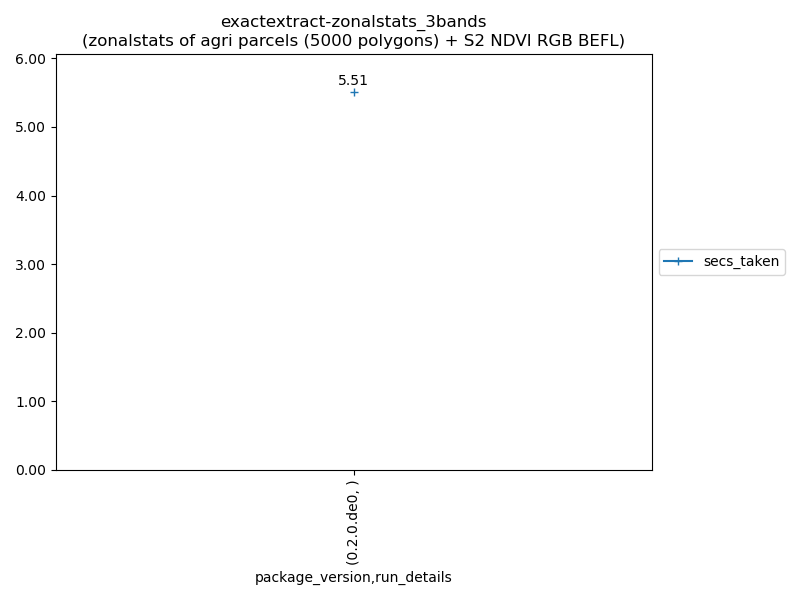 exactextract-zonalstats_3bands
(zonalstats of agri parcels (5000 polygons) + S2 NDVI RGB BEFL)
6.00
5.51
5.00
4.00
3.00
secs_taken
2.00
1.00
0.00
(0.2.0.de0, )
package_version,run_details